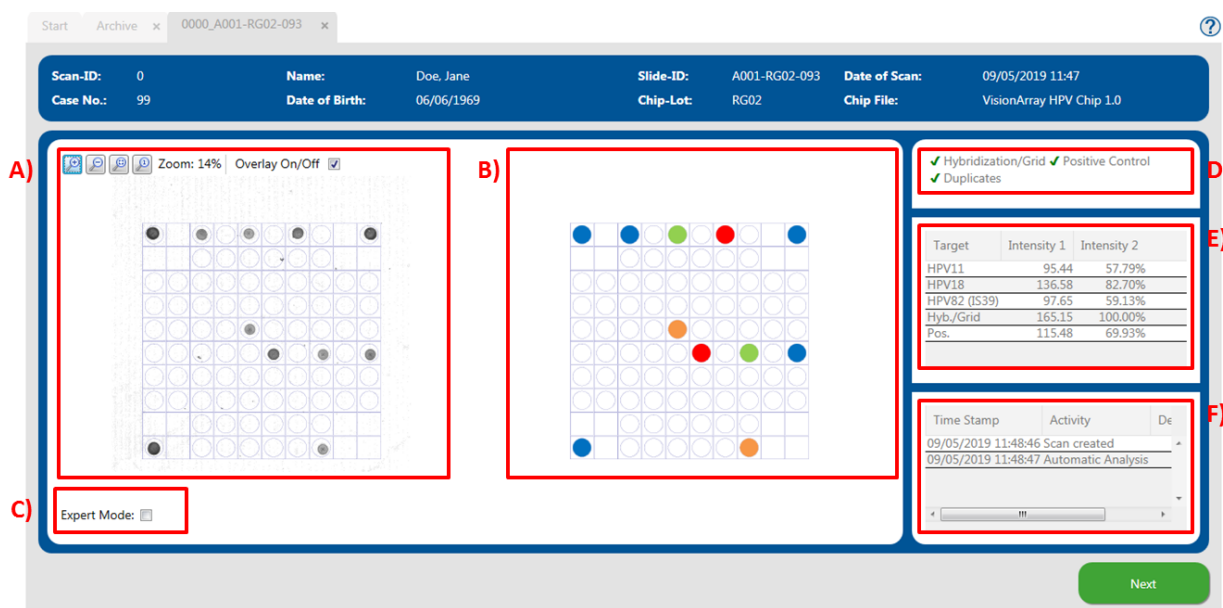 Start Archive × 0000_A001-RG02-093 × ?
Scan-ID: 0 Name: Doe, Jane Slide-ID: A001-RG02-093 Date of Scan: 09/05/2019 11:47
Case No.: 99 Date of Birth: 06/06/1969 Chip-Lot: RG02 Chip File: VisionArray HPV Chip 1.0
A)
Zoom: 14% Overlay On/Off
B)
C)
Expert Mode:
D
✓ Hybridization/Grid ✓ Positive Control
✓ Duplicates
E)
Target Intensity 1 Intensity 2
HPV11 95.44 57.79%
HPV18 136.58 82.70%
HPV82 (IS39) 97.65 59.13%
Hyb./Grid 165.15 100.00%
Pos. 115.48 69.93%
F)
Time Stamp Activity De
09/05/2019 11:48:46 Scan created
09/05/2019 11:48:47 Automatic Analysis
Next